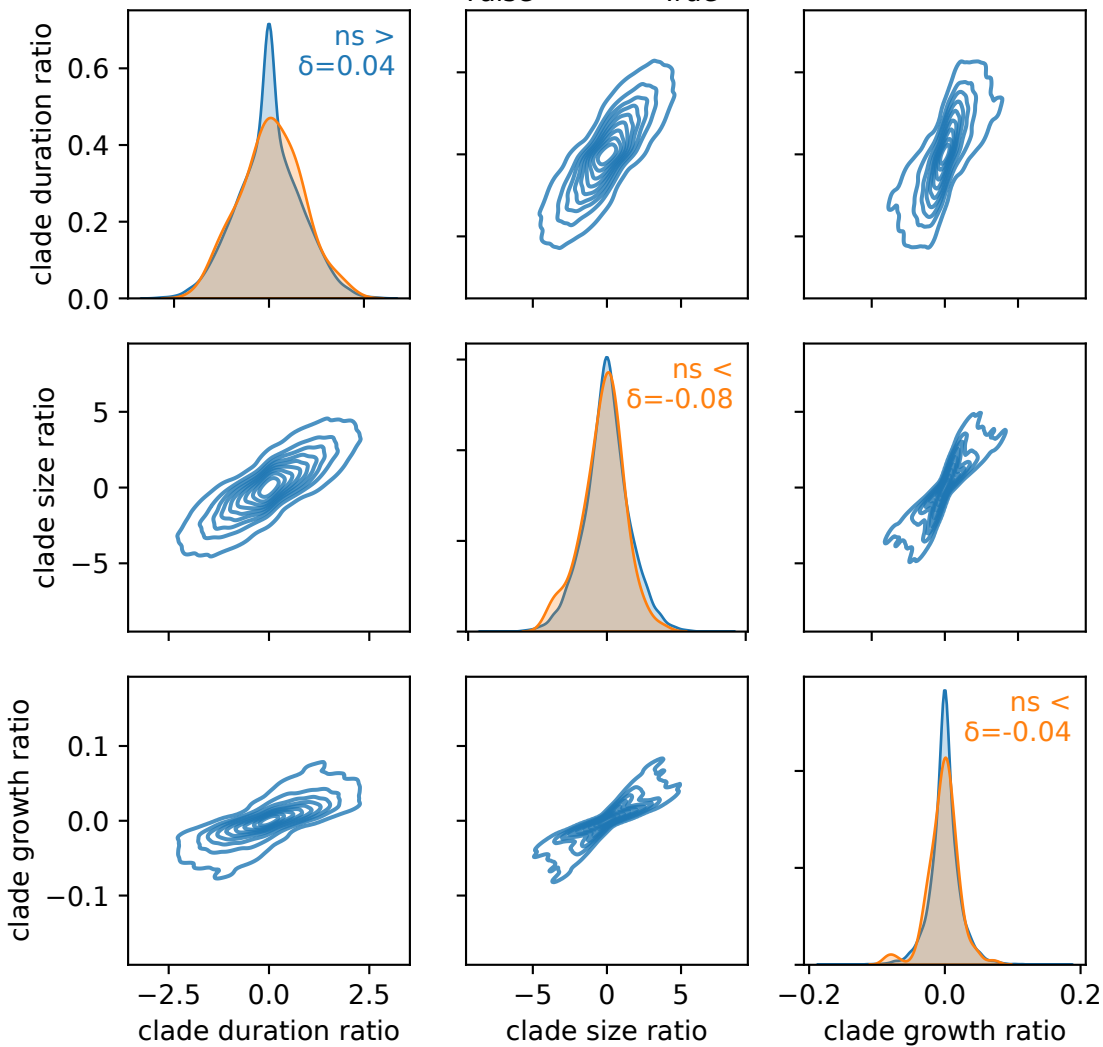 clade duration ratio
0.6
0.4
0.2
0.0
ns >
δ=0.04
clade size ratio
5
0
−5
ns <
δ=-0.08
clade growth ratio
0.1
0.0
−0.1
ns <
δ=-0.04
−2.5 0.0 2.5
−5 0 5
−0.2 0.0 0.2
clade duration ratio
clade size ratio
clade growth ratio